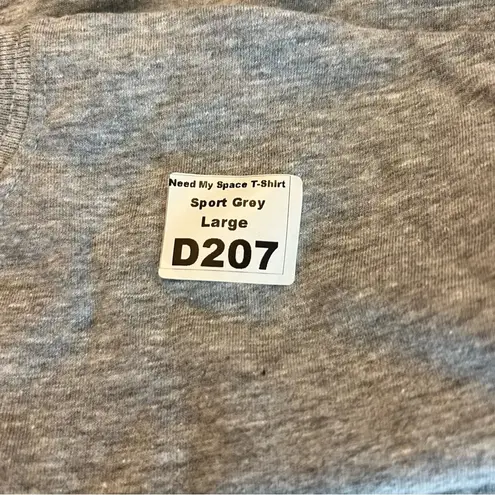 Need My Space T-Shirt
Sport Grey
Large
D207